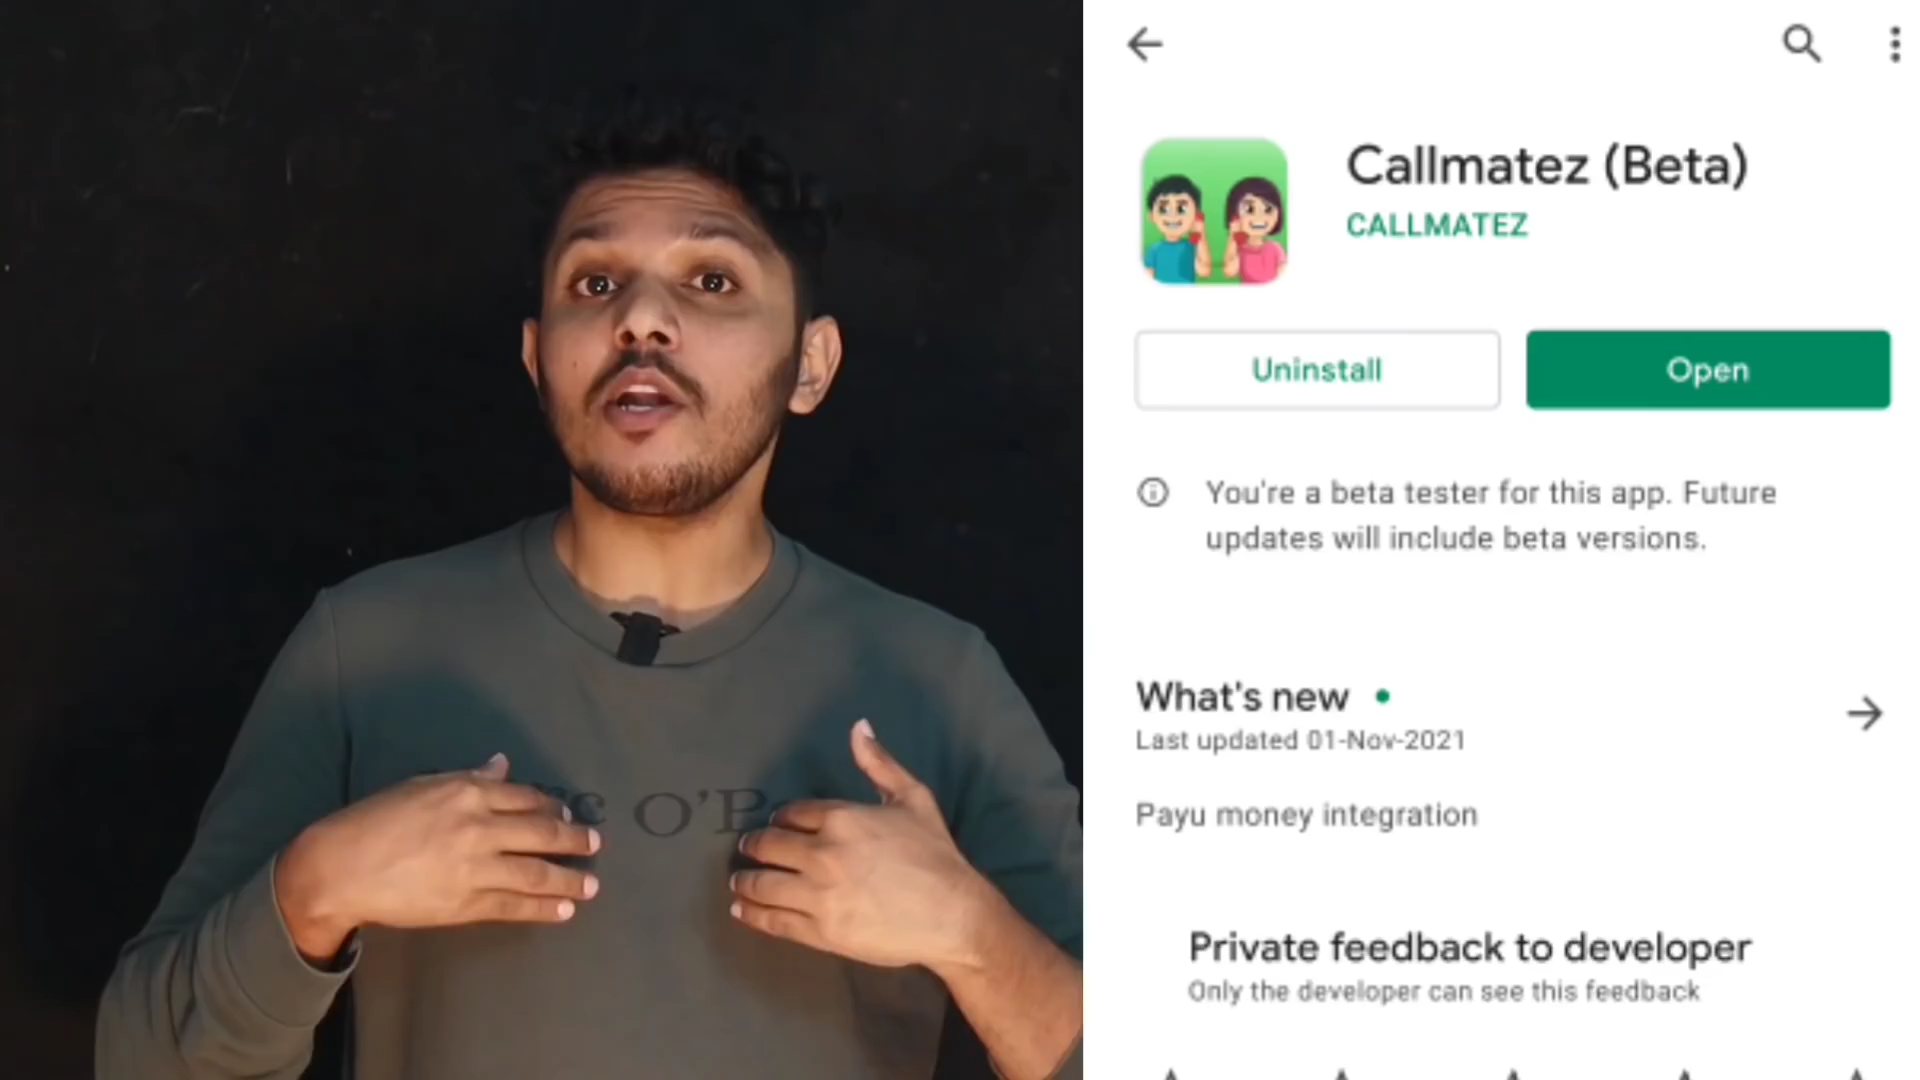 O'P
Callmatez (Beta)
CALLMATEZ
Uninstall
Open
You're a beta tester for this app. Future
updates will include beta versions.
What's new
Last updated 01-Nov-2021
Payu money integration
Private feedback to developer
Only the developer can see this feedback